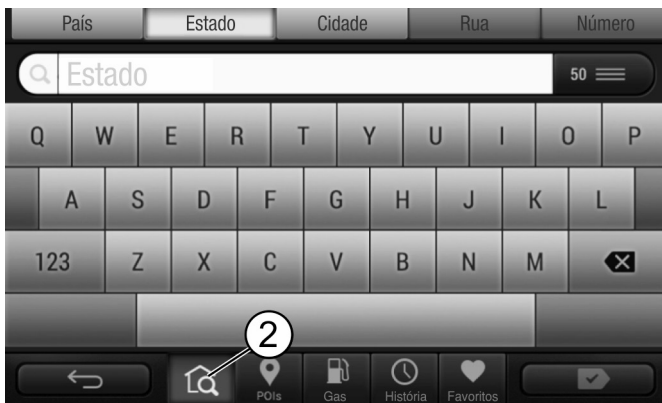 País Estado Cidade Rua Número
Estado 50
Q W E R T Y U I O P
A S D F G H J K L
123 Z X C V B N M
2
POIs Gas História Favoritos